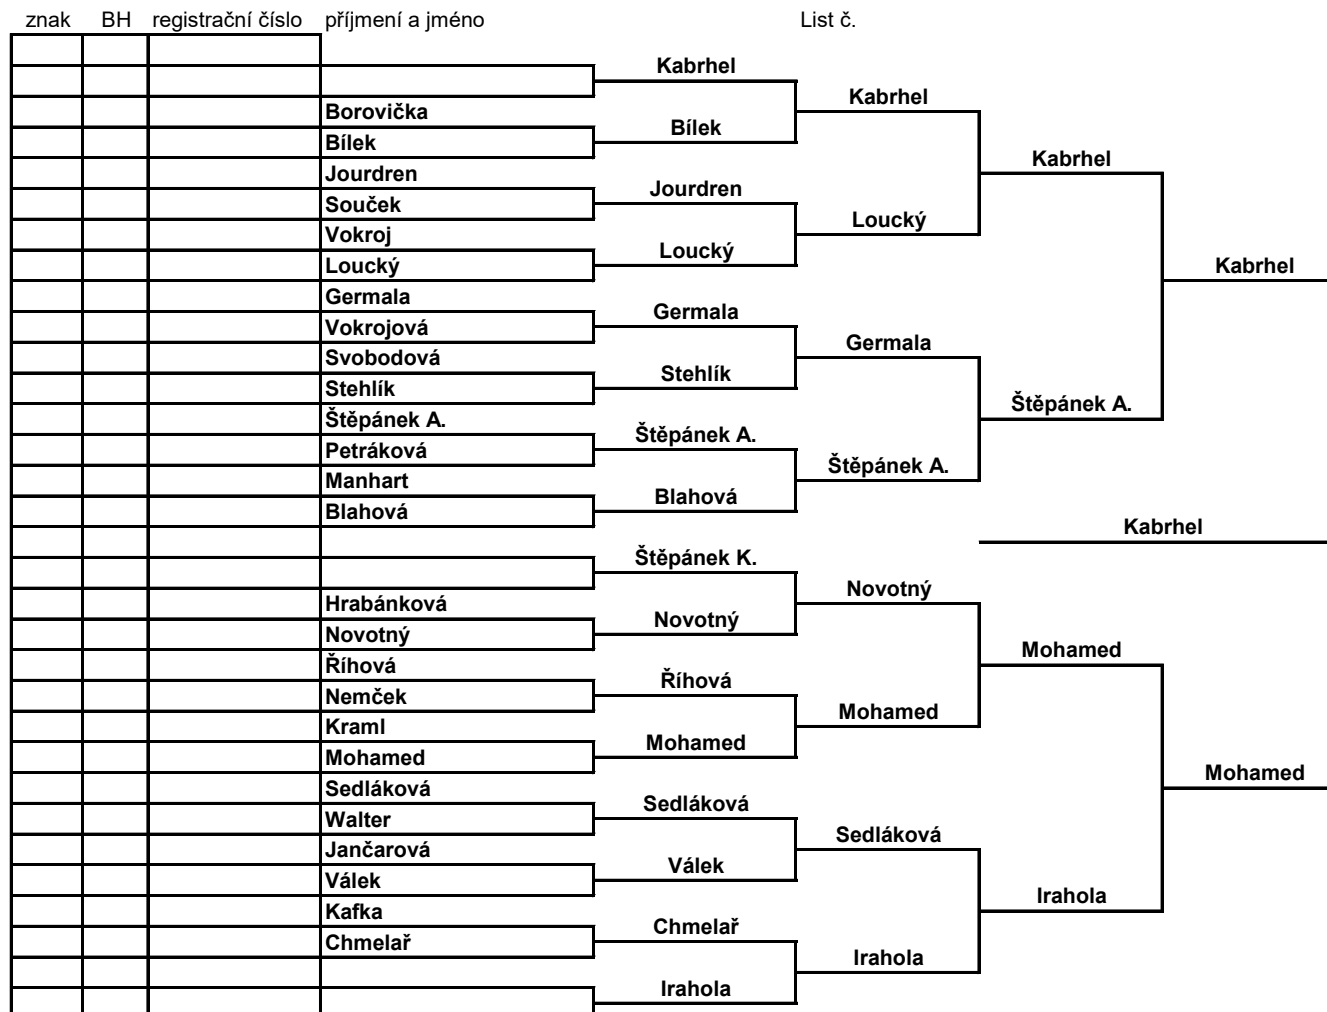 znak BH registrační číslo příjmení a jméno List č.
Kabrhel
Kabrhel
Borovička
Bílek
Bílek
Kabrhel
Jourdren
Jourdren
Souček
Loucký
Vokroj
Loucký
Loucký
Kabrhel
Germala
Germala
Vokrojová
Germala
Svobodová
Stehlík
Stehlík
Štěpánek A.
Štěpánek A.
Štěpánek A.
Petráková
Štěpánek A.
Manhart
Blahová
Blahová
Kabrhel
Štěpánek K.
Novotný
Hrabánková
Novotný
Novotný
Mohamed
Říhová
Říhová
Nemček
Mohamed
Kraml
Mohamed
Mohamed
Mohamed
Sedláková
Sedláková
Walter
Sedláková
Jančarová
Válek
Válek
Irahola
Kafka
Chmelař
Chmelař
Irahola
Irahola